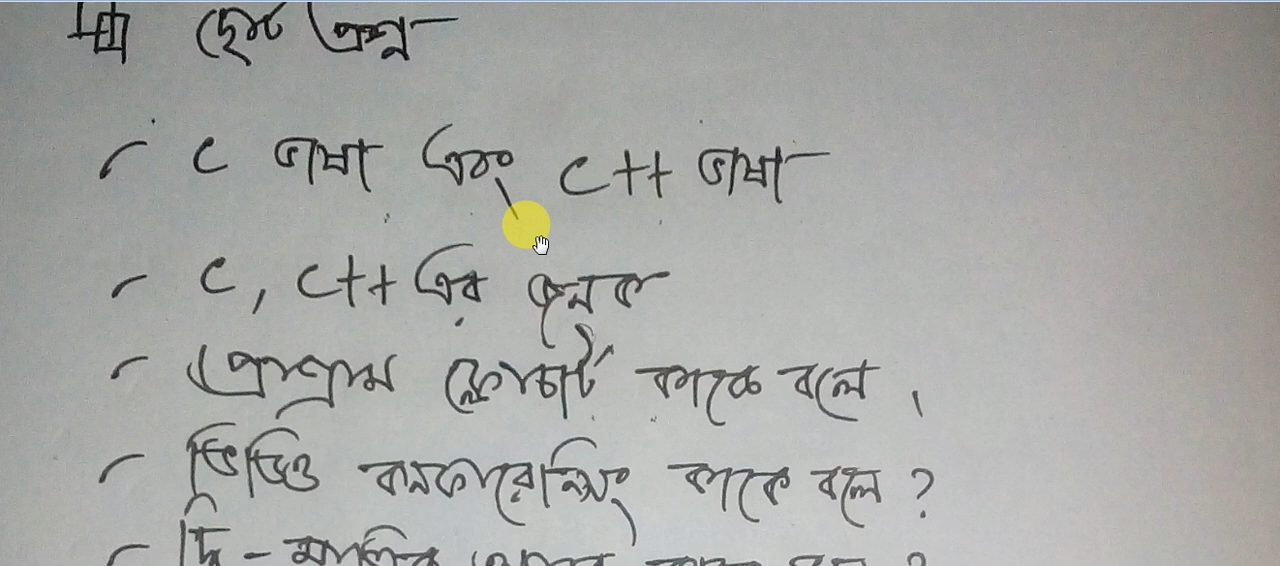 ছোট প্রশ্ন
- C ভাষা এবং C++ ভাষা
- C, C++ এর জনক
- প্রোগ্রাম ফ্লোচার্ট কাকে বলে ।
- ভিডিও কনফারেন্সিং কাকে বলে ?
- দ্বি -